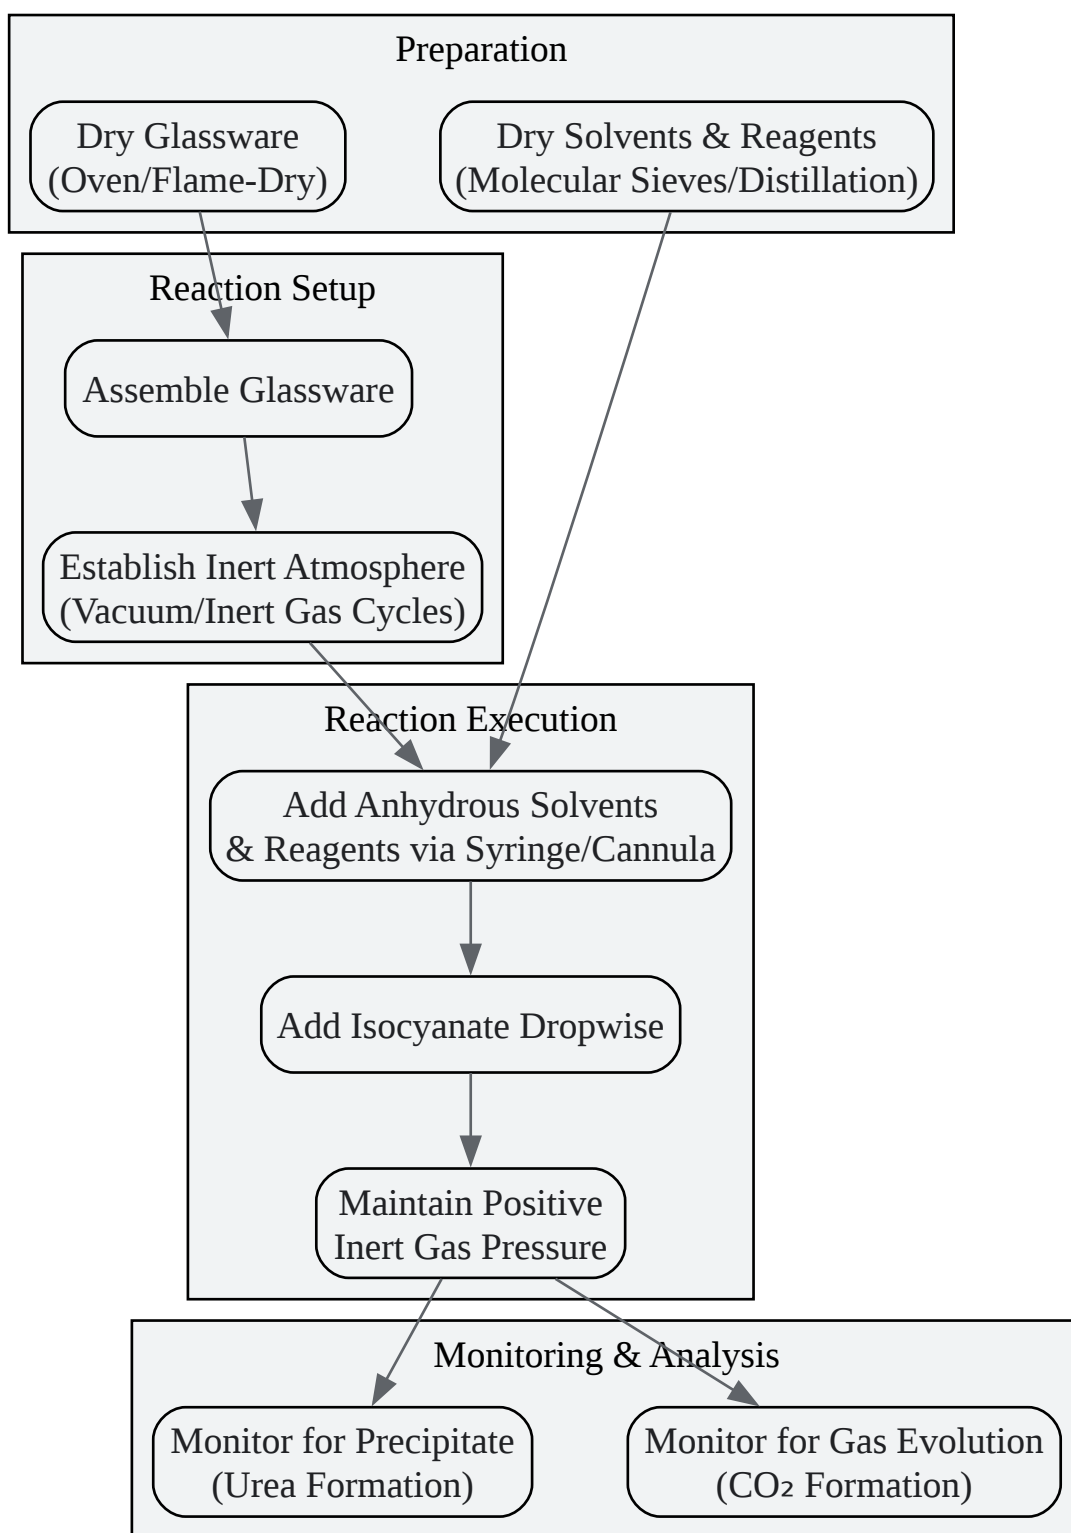 Preparation
Dry Glassware
(Oven/Flame-Dry)
Dry Solvents & Reagents
(Molecular Sieves/Distillation)
Reaction Setup
Assemble Glassware
Establish Inert Atmosphere
(Vacuum/Inert Gas Cycles)
Reaction Execution
Add Anhydrous Solvents
& Reagents via Syringe/Cannula
Add Isocyanate Dropwise
Maintain Positive
Inert Gas Pressure
Monitoring & Analysis
Monitor for Precipitate
(Urea Formation)
Monitor for Gas Evolution
(CO₂ Formation)